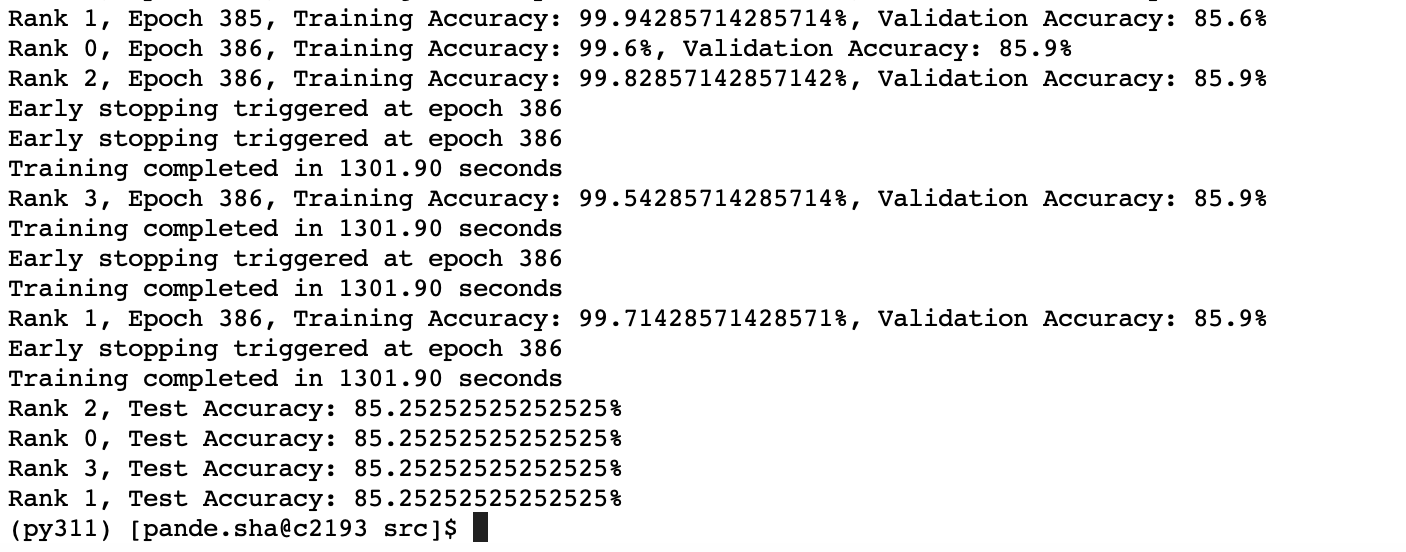 Rank 1, Epoch 385, Training Accuracy: 99.94285714285714%, Validation Accuracy: 85.6%
Rank 0, Epoch 386, Training Accuracy: 99.6%, Validation Accuracy: 85.9%
Rank 2, Epoch 386, Training Accuracy: 99.82857142857142%, Validation Accuracy: 85.9%
Early stopping triggered at epoch 386
Early stopping triggered at epoch 386
Training completed in 1301.90 seconds
Rank 3, Epoch 386, Training Accuracy: 99.54285714285714%, Validation Accuracy: 85.9%
Training completed in 1301.90 seconds
Early stopping triggered at epoch 386
Training completed in 1301.90 seconds
Rank 1, Epoch 386, Training Accuracy: 99.71428571428571%, Validation Accuracy: 85.9%
Early stopping triggered at epoch 386
Training completed in 1301.90 seconds
Rank 2, Test Accuracy: 85.25252525252525%
Rank 0, Test Accuracy: 85.25252525252525%
Rank 3, Test Accuracy: 85.25252525252525%
Rank 1, Test Accuracy: 85.25252525252525%
(py311) [pande.sha@c2193 src]$